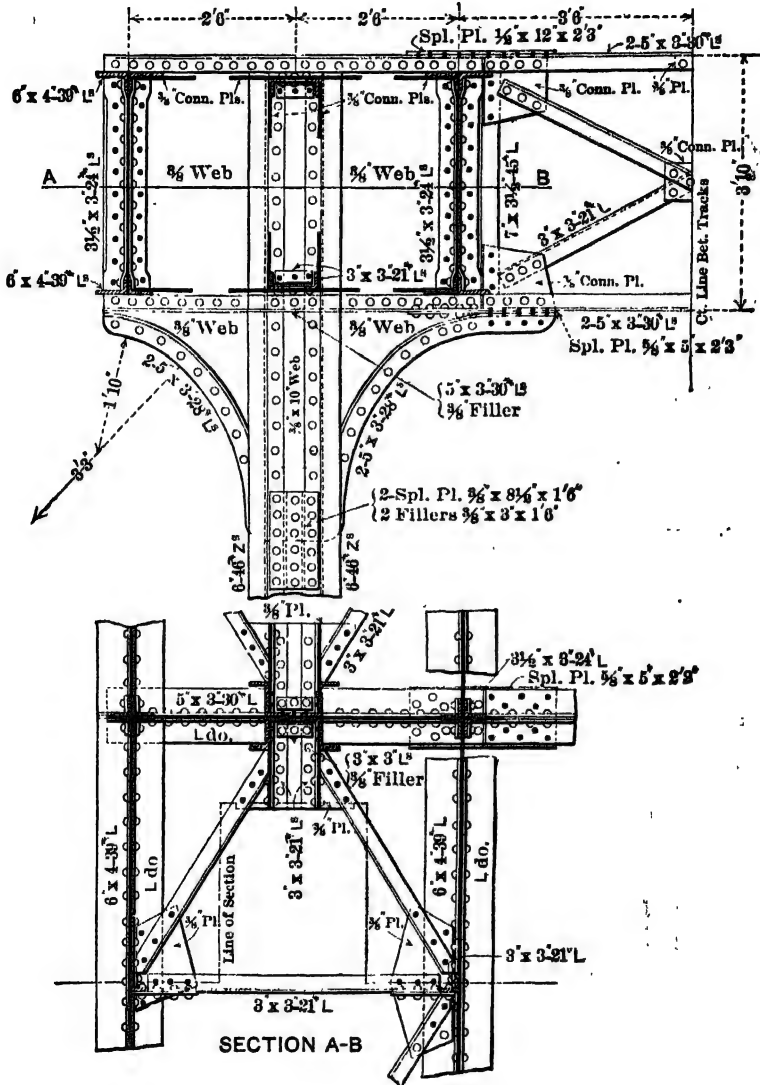 2'6"
2'6"
3'6"
Spl. Pl. ½" x 12" x 2'3"
2-5" x 3"-30# Ls
6" x 4"-39# Ls
⅜" Conn. Pls.
⅜" Conn. Pls.
⅜" Conn. Pl.
⅜" Pl.
⅜" Conn. Pl.
A
⅜" Web
⅜" Web
B
3½" x 3"-24# Ls
3½" x 3"-24# Ls
7" x 3½"-45# L
3" x 3"-21# L
3'10"
Ct. Line Bet. Tracks
6" x 4"-39# Ls
3" x 3"-21# Ls
⅜" Conn. Pl.
⅜" Web
⅜" Web
2-5" x 3"-30# Ls
Spl. Pl. ⅜" x 5" x 2'3"
1'10"
2-5" x 3"-28# Ls
⅜" x 10" Web
2-5" x 3"-28# Ls
5" x 3"-30# Ls
⅜" Filler
3'3"
2-Spl. Pl. ⅜" x 8½" x 1'6"
2 Fillers ⅜" x 3" x 1'6"
6"-46# Zs
6"-46# Zs
⅜" Pl.
3" x 3"-21# L
3½" x 3"-24# L
Spl. Pl. ⅜" x 5" x 2'3"
5" x 3"-30# L
L do.
3" x 3" Ls
⅜" Filler
⅜" Pl.
6" x 4"-39# L
L do.
Line of Section
3" x 3"-21# Ls
6" x 4"-39# L
L do.
⅜" Pl.
⅜" Pl.
3" x 3"-21# L
3" x 3"-21# L
SECTION A-B